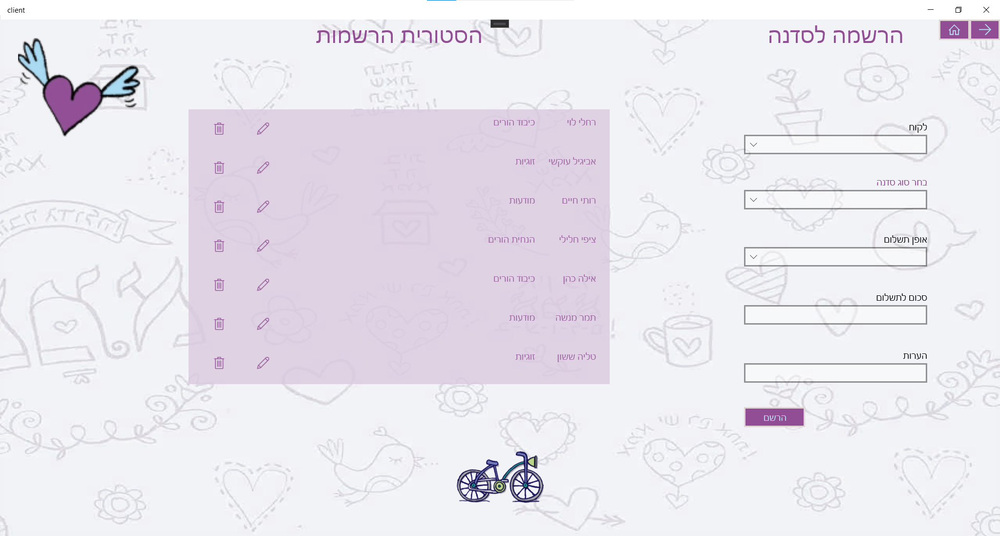 client
הרשמה לסדנה
לקוח
בחר סוג סדנה
אופן תשלום
סכום לתשלום
הערות
הרשם
הסטורית הרשמות
רחלי לוי כיבוד הורים
אביגיל עוקשי זוגיות
רותי חיים מודעות
ציפי חלילי הנחית הורים
אילה כהן כיבוד הורים
תמר מנשה מודעות
טליה ששון זוגיות